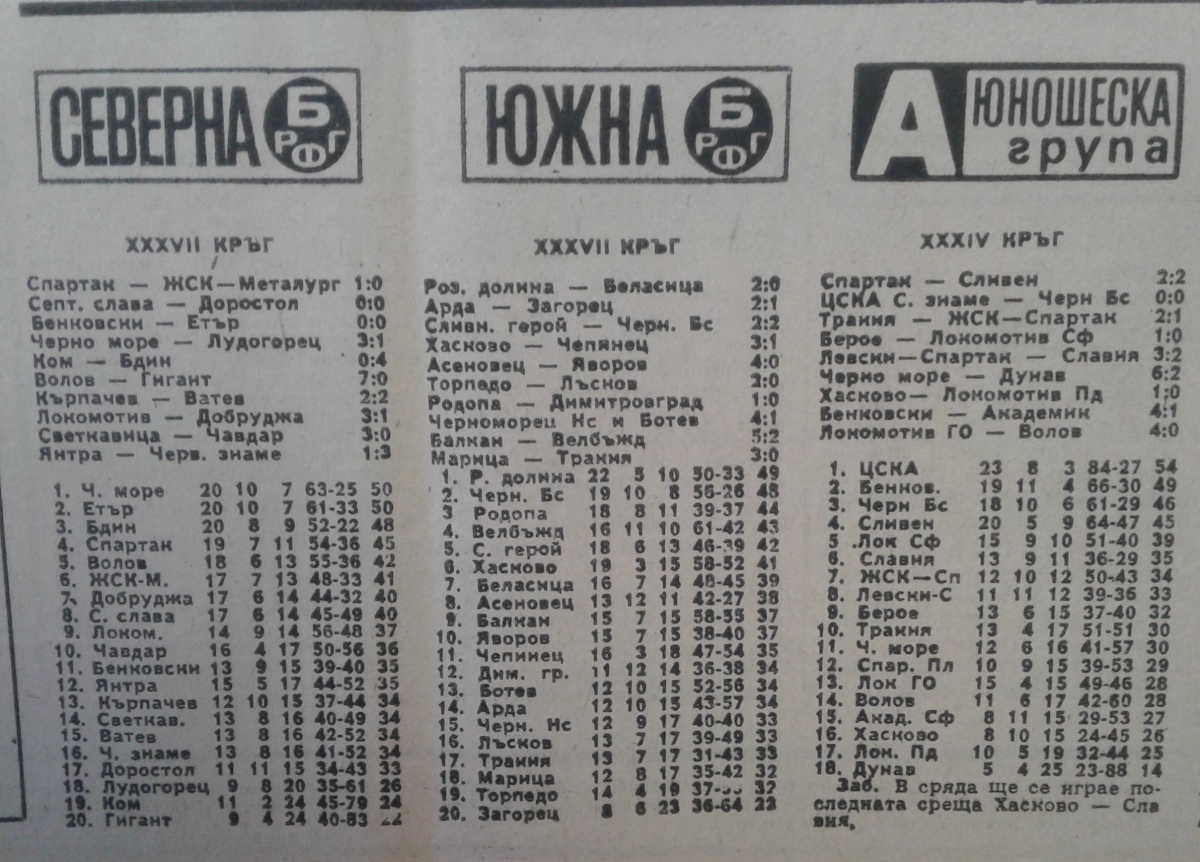 СЕВЕРНА Б РФГ
XXXVII КРЪГ
Спартак — ЖСК—Металург 1:0
Септ. слава — Доростол 0:0
Бенковски — Етър 0:0
Черно море — Лудогорец 3:1
Ком — Бдин 0:4
Волов — Гигант 7:0
Кърпачев — Ватев 2:2
Локомотив — Добруджа 3:1
Светкавица — Чавдар 3:0
Янтра — Черв. знаме 1:3
1. Ч. море 20 10 7 63-25 50
2. Етър 20 10 7 61-33 50
3. Бдин 20 8 9 52-22 48
4. Спартак 19 7 11 54-36 45
5. Волов 18 6 13 55-36 42
6. ЖСК-М. 17 7 13 48-33 41
7. Добруджа 17 6 14 44-32 40
8. С. слава 17 6 14 45-49 40
9. Локом. 14 9 14 56-48 37
10. Чавдар 16 4 17 50-56 36
11. Бенковски 13 9 15 39-40 35
12. Янтра 15 5 17 44-52 35
13. Кърпачев 12 10 15 37-44 34
14. Светкав. 13 8 16 40-49 34
15. Ватев 13 8 16 42-52 34
16. Ч. знаме 13 8 16 41-52 34
17. Доростол 11 11 15 34-43 33
18. Лудогорец 9 8 20 35-61 26
19. Ком 11 2 24 45-79 24
20. Гигант 9 4 24 40-83 22
ЮЖНА Б РФГ
XXXVII КРЪГ
Роз. долина — Беласица 2:0
Арда — Загорец 2:1
Сливн. герой — Черн. Бс 2:2
Хасково — Чепинец 3:1
Асеновец — Яворов 4:0
Торпедо — Лъсков 2:0
Родопа — Димитровград 1:0
Черноморец Нс и Ботев 4:1
Балкан — Велбъжд 5:2
Марица — Тракия 3:0
1. Р. долина 22 5 10 50-33 49
2. Черн. Бс 19 10 8 56-26 48
3 Родопа 18 8 11 39-37 44
4. Велбъжд 16 11 10 61-42 43
5. С. герой 18 6 13 46-39 42
6. Хасково 19 3 15 58-52 41
7. Беласица 16 7 14 48-45 39
8. Асеновец 13 12 11 42-27 38
9. Балкан 15 7 15 58-55 37
10. Яворов 15 7 15 38-40 37
11. Чепинец 16 3 18 47-54 35
12. Дим. гр. 11 12 14 36-38 34
13. Ботев 12 10 15 52-56 34
14. Арда 12 10 15 43-57 34
15. Черн. Нс 12 9 17 40-40 33
16. Лъсков 13 7 17 39-49 33
17. Тракия 13 7 17 31-43 33
18. Марица 12 8 17 35-42 32
19. Торпедо 14 4 19 32
20. Загорец 8 6 23 36-64 22
А ЮНОШЕСКА
група
XXXIV КРЪГ
Спартак — Сливен 2:2
ЦСКА С. знаме — Черн Бс 0:0
Тракия — ЖСК—Спартак 2:1
Берое — Локомотив Сф 1:0
Левски—Спартак — Славия 3:2
Черно море — Дунав 6:2
Хасково— Локомотив Пд 1:0
Бенковски — Академик 4:1
Локомотив ГО — Волов 4:0
1. ЦСКА 23 8 3 84-27 54
2. Бенков. 19 11 4 66-30 49
3. Черн Бс 18 10 6 61-29 46
4. Сливен 20 5 9 64-47 45
5 .Лок Сф 15 9 10 51-40 39
6. Славия 13 9 11 36-29 35
7. ЖСК—Сп 12 10 12 50-43 34
8. Левски-С 11 11 12 39-36 33
9. Берое 13 6 15 37-40 32
10. Тракия 13 4 17 51-51 30
11. Ч. море 12 6 16 41-57 30
12. Спар. Пл 10 9 15 39-53 29
13. Лок ГО 15 4 15 49-46 28
14. Волов 11 6 17 42-60 28
15. Акад. Сф 8 11 15 29-53 27
16. Хасково 8 10 15 24-45 26
17. Лок. Пд 10 5 19 32-44 25
18. Дунав 5 4 25 23-88 14
Заб. В сряда ще се играе по-
следната среща Хасково — Сла
вия.